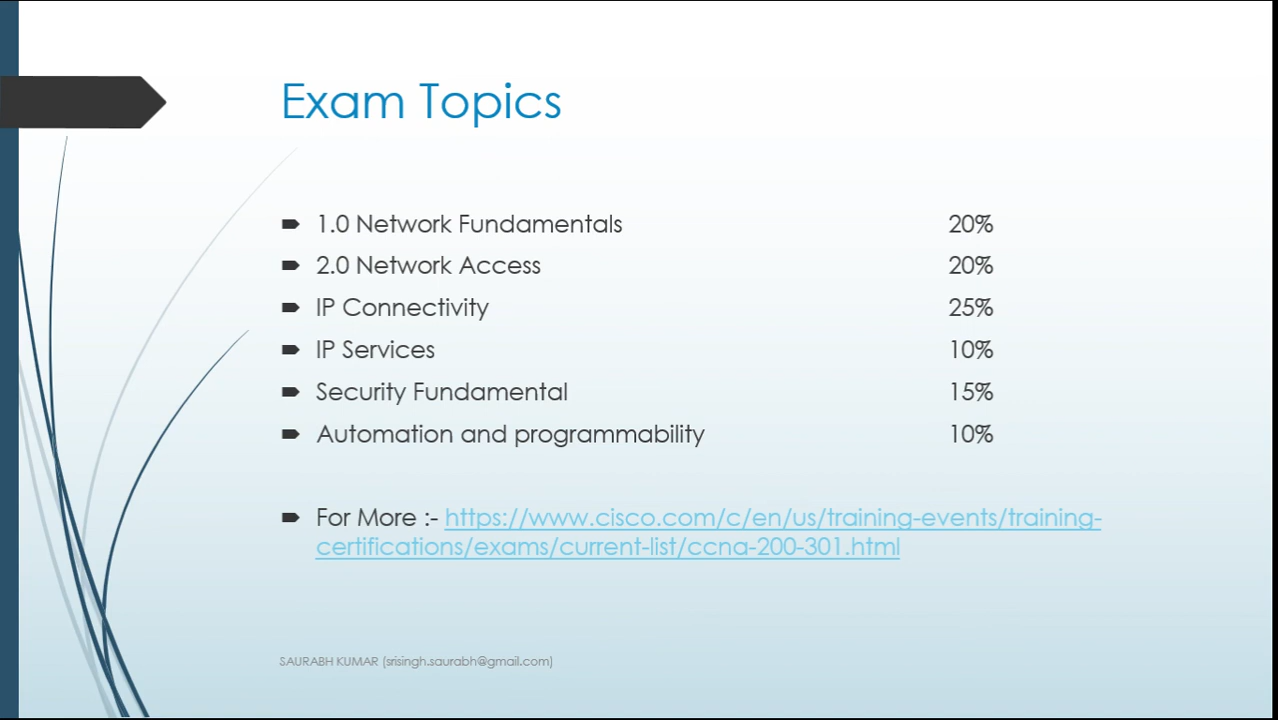 Exam Topics
1.0 Network Fundamentals 20%
2.0 Network Access 20%
IP Connectivity 25%
IP Services 10%
Security Fundamental 15%
Automation and programmability 10%
For More :- https://www.cisco.com/c/en/us/training-events/training-
certifications/exams/current-list/ccna-200-301.html
SAURABH KUMAR (srisingh.saurabh@gmail.com)